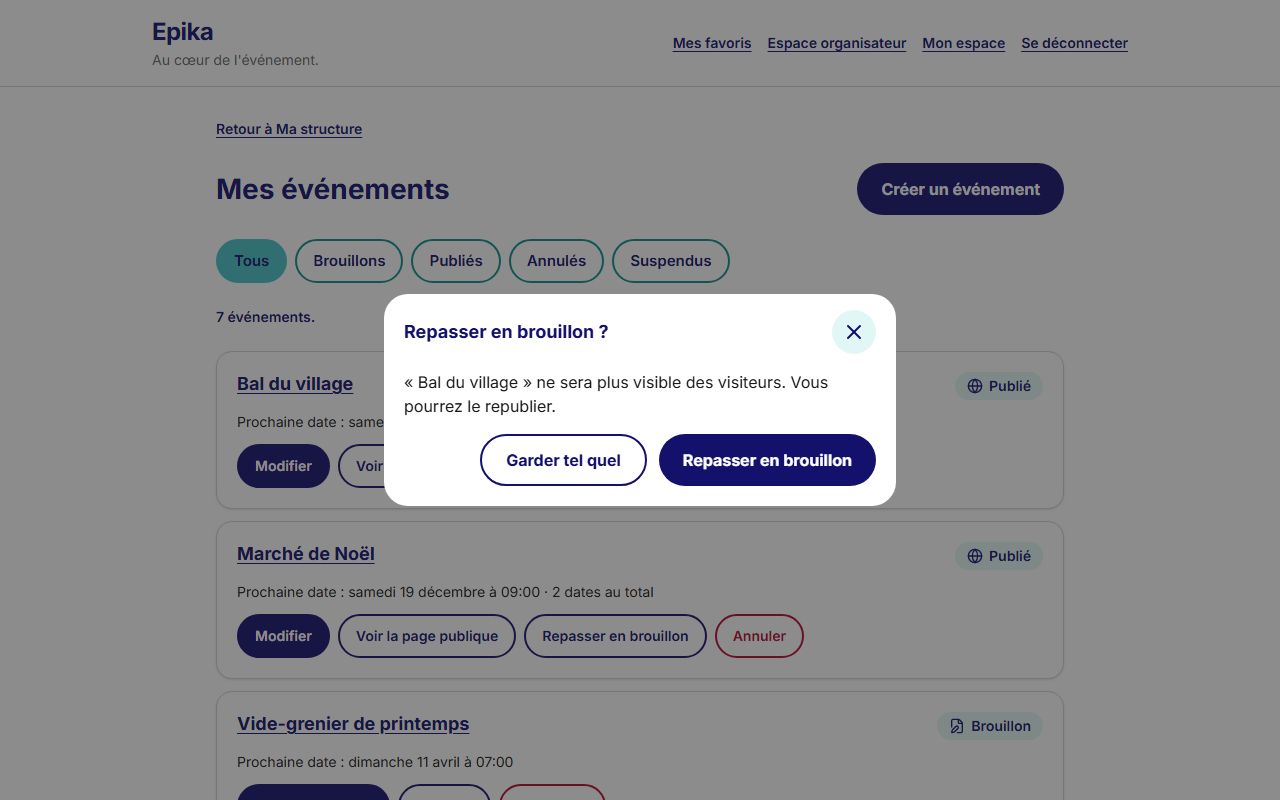 Epika
Au cœur de l'événement.
Mes favoris Espace organisateur Mon espace Se déconnecter
Retour à Ma structure
Mes événements
Créer un événement
Tous Brouillons Publiés Annulés Suspendus
7 événements.
Repasser en brouillon ?
« Bal du village » ne sera plus visible des visiteurs. Vous
pourrez le republier.
Garder tel quel Repasser en brouillon
Bal du village
Publié
Prochaine date : same
Modifier Voir
Marché de Noël
Publié
Prochaine date : samedi 19 décembre à 09:00 · 2 dates au total
Modifier Voir la page publique Repasser en brouillon Annuler
Vide-grenier de printemps
Brouillon
Prochaine date : dimanche 11 avril à 07:00